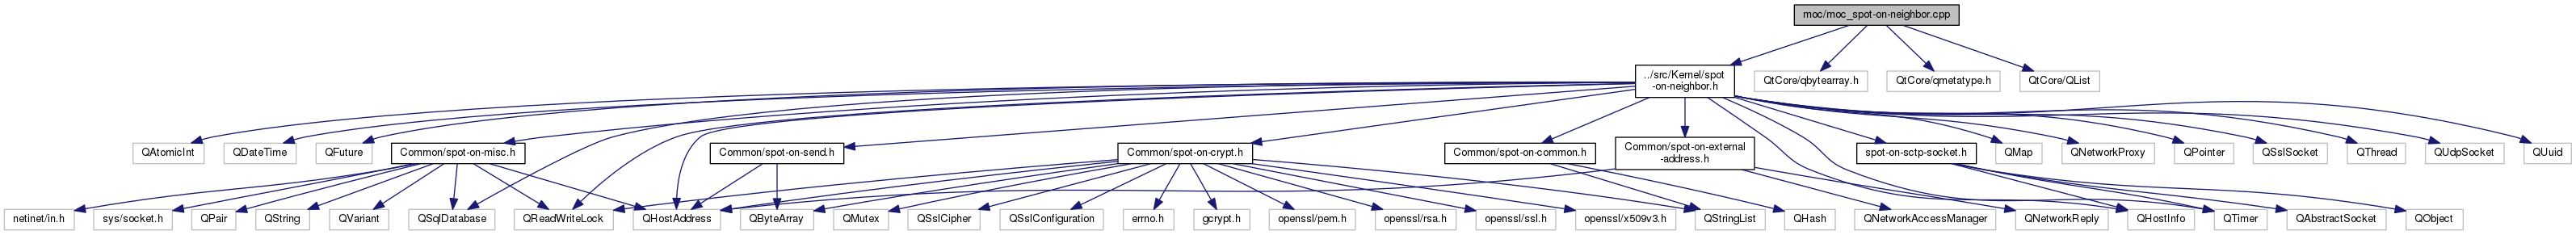 moc/moc_spot-on-neighbor.cpp
../src/Kernel/spot
-on-neighbor.h
QtCore/qbytearray.h
QtCore/qmetatype.h
QtCore/QList
QAtomicInt
QDateTime
QFuture
Common/spot-on-misc.h
Common/spot-on-send.h
Common/spot-on-crypt.h
Common/spot-on-common.h
Common/spot-on-external
-address.h
spot-on-sctp-socket.h
QMap
QNetworkProxy
QPointer
QSslSocket
QThread
QUdpSocket
QUuid
netinet/in.h
sys/socket.h
QPair
QString
QVariant
QSqlDatabase
QReadWriteLock
QHostAddress
QByteArray
QMutex
QSslCipher
QSslConfiguration
errno.h
gcrypt.h
openssl/pem.h
openssl/rsa.h
openssl/ssl.h
openssl/x509v3.h
QStringList
QHash
QNetworkAccessManager
QNetworkReply
QHostInfo
QTimer
QAbstractSocket
QObject